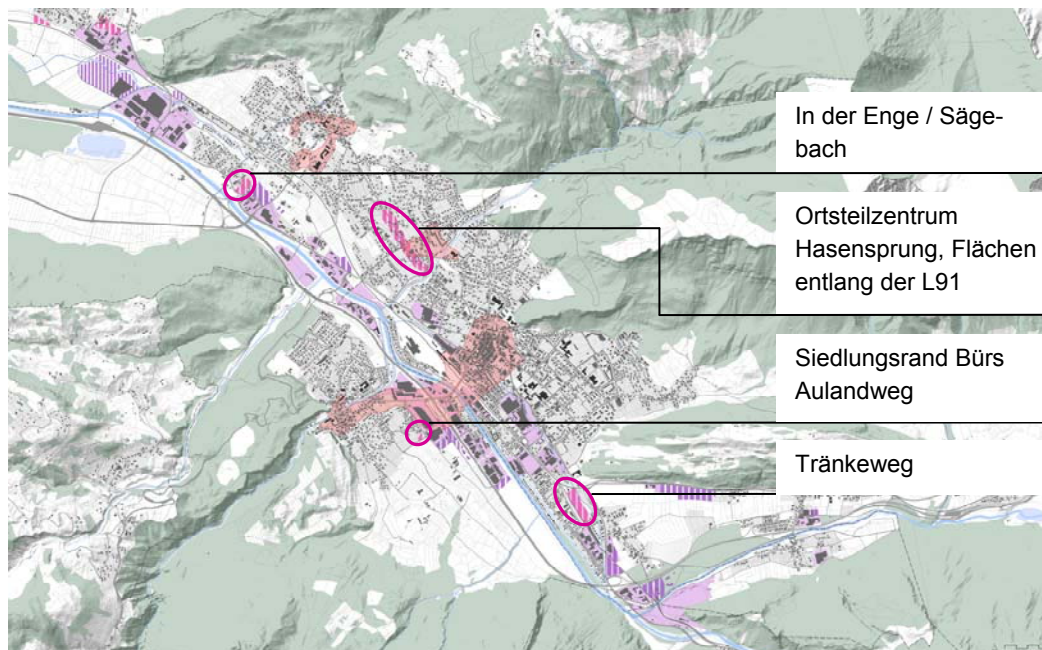 In der Enge / Säge-
bach
Ortsteilzentrum
Hasensprung, Flächen
entlang der L91
Siedlungsrand Bürs
Aulandweg
Tränkeweg